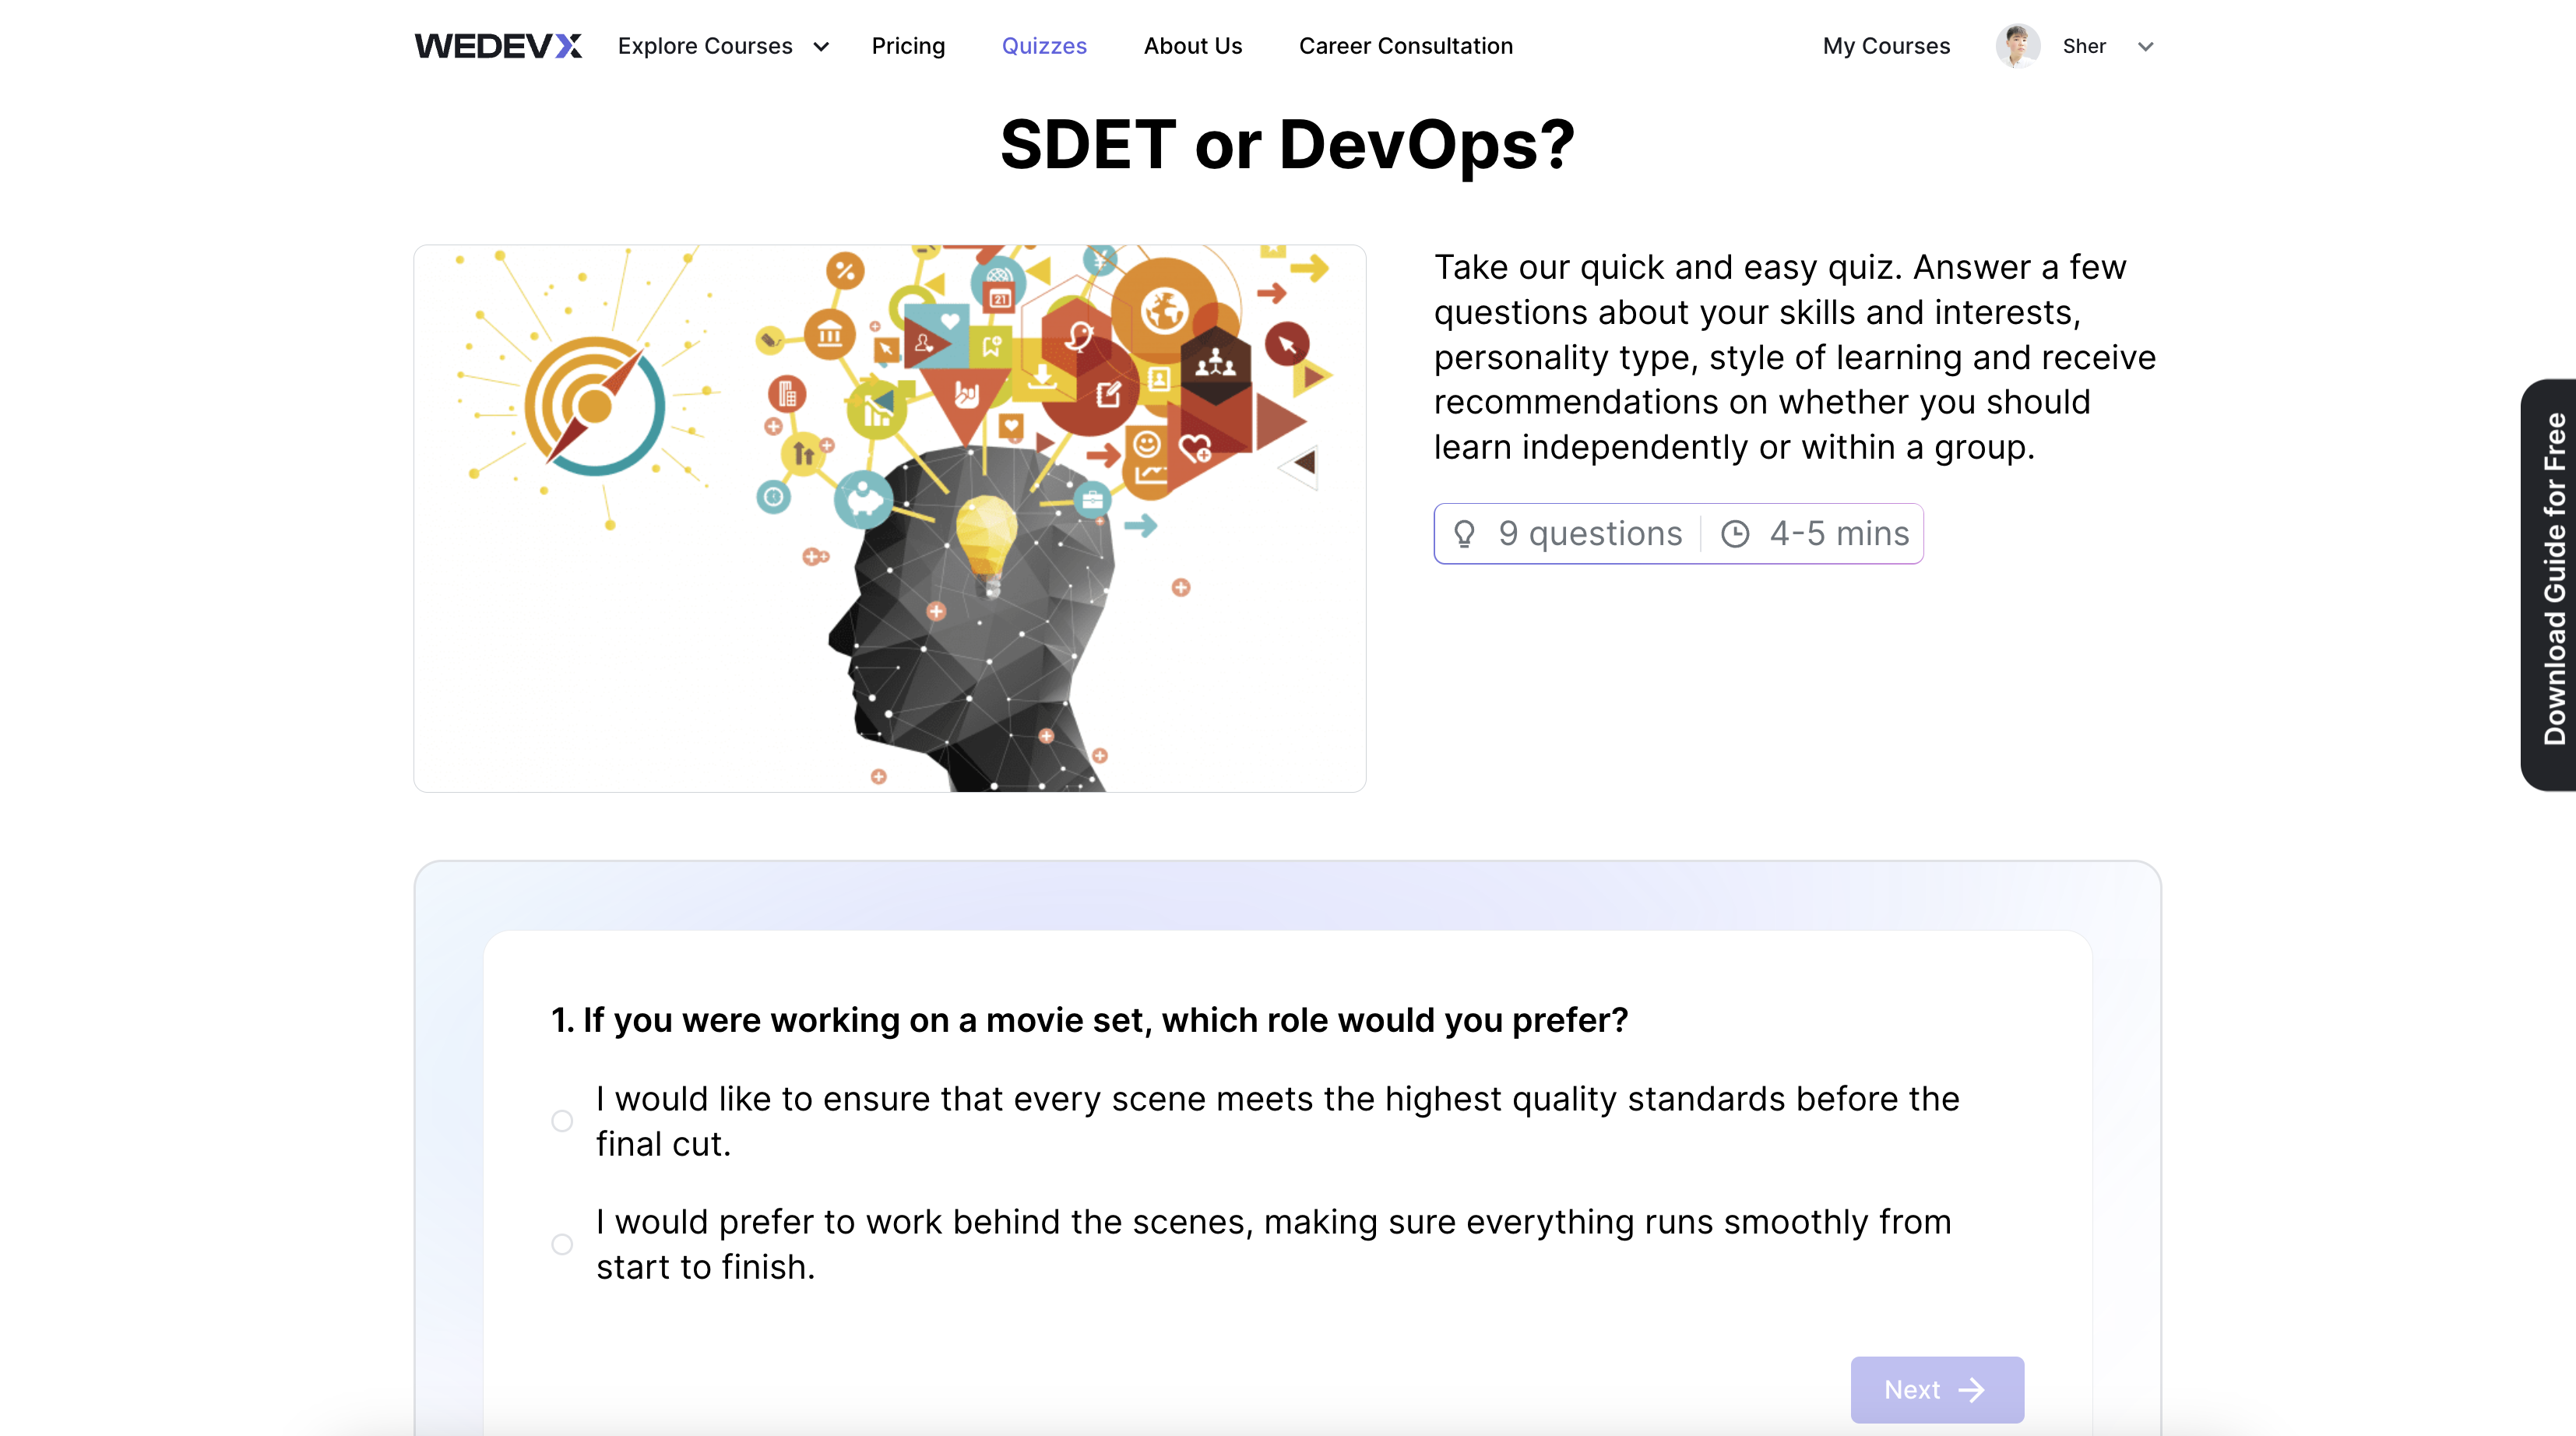 WEDEVX Explore Courses Pricing Quizzes About Us Career Consultation My Courses Sher
SDET or DevOps?
21
Take our quick and easy quiz. Answer a few
questions about your skills and interests,
personality type, style of learning and receive
recommendations on whether you should
learn independently or within a group.
9 questions 4-5 mins
Download Guide for Free
1. If you were working on a movie set, which role would you prefer?
I would like to ensure that every scene meets the highest quality standards before the
final cut.
I would prefer to work behind the scenes, making sure everything runs smoothly from
start to finish.
Next